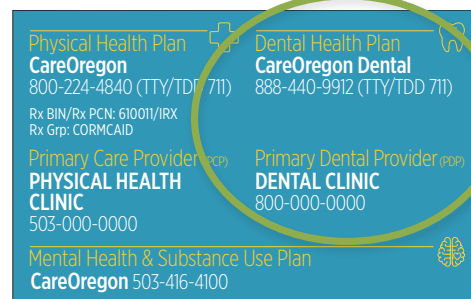 Physical Health Plan
CareOregon
800-224-4840 (TTY/TDD 711)
Rx BIN/Rx PCN: 610011/IRX
Rx Grp: CORMCAID
Dental Health Plan
CareOregon Dental
888-440-9912 (TTY/TDD 711)
Primary Care Provider (PCP)
PHYSICAL HEALTH
CLINIC
503-000-0000
Primary Dental Provider (PDP)
DENTAL CLINIC
800-000-0000
Mental Health & Substance Use Plan
CareOregon 503-416-4100